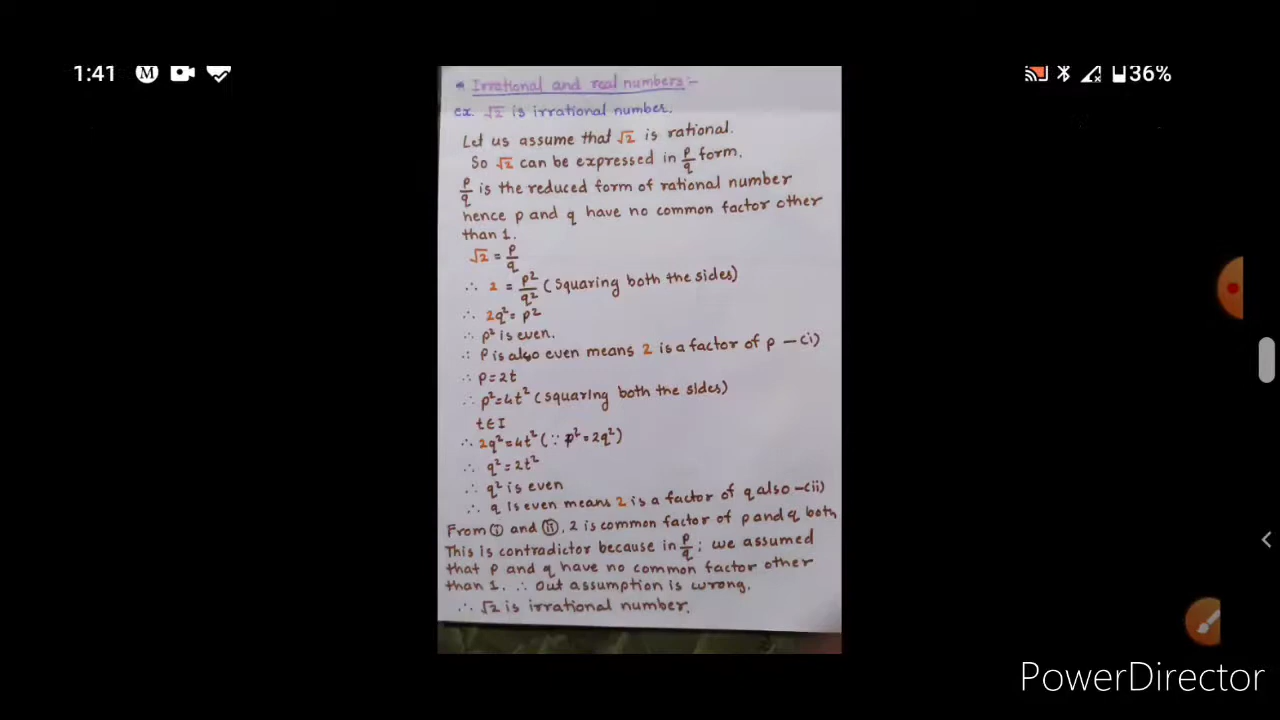 1:41 M 36%
Irrational and real numbers:-
ex. √2 is irrational number.
Let us assume that √2 is rational.
So √2 can be expressed in p/q form.
p/q is the reduced form of rational number
hence p and q have no common factor other
than 1.
√2 = p/q
∴ 2 = p²/q² (Squaring both the sides)
∴ 2q² = p²
∴ p² is even.
∴ p is also even means 2 is a factor of p —(i)
∴ p=2t
∴ p²=4t² (squaring both the sides)
t∈I
∴ 2q²=4t² (∵ p²=2q²)
∴ q²=2t²
∴ q² is even
∴ q is even means 2 is a factor of q also —(ii)
From (i) and (ii), 2 is common factor of p and q both
This is contradictor because in p/q; we assumed
that p and q have no common factor other
than 1. ∴ Out assumption is wrong.
∴ √2 is irrational number.
PowerDirector